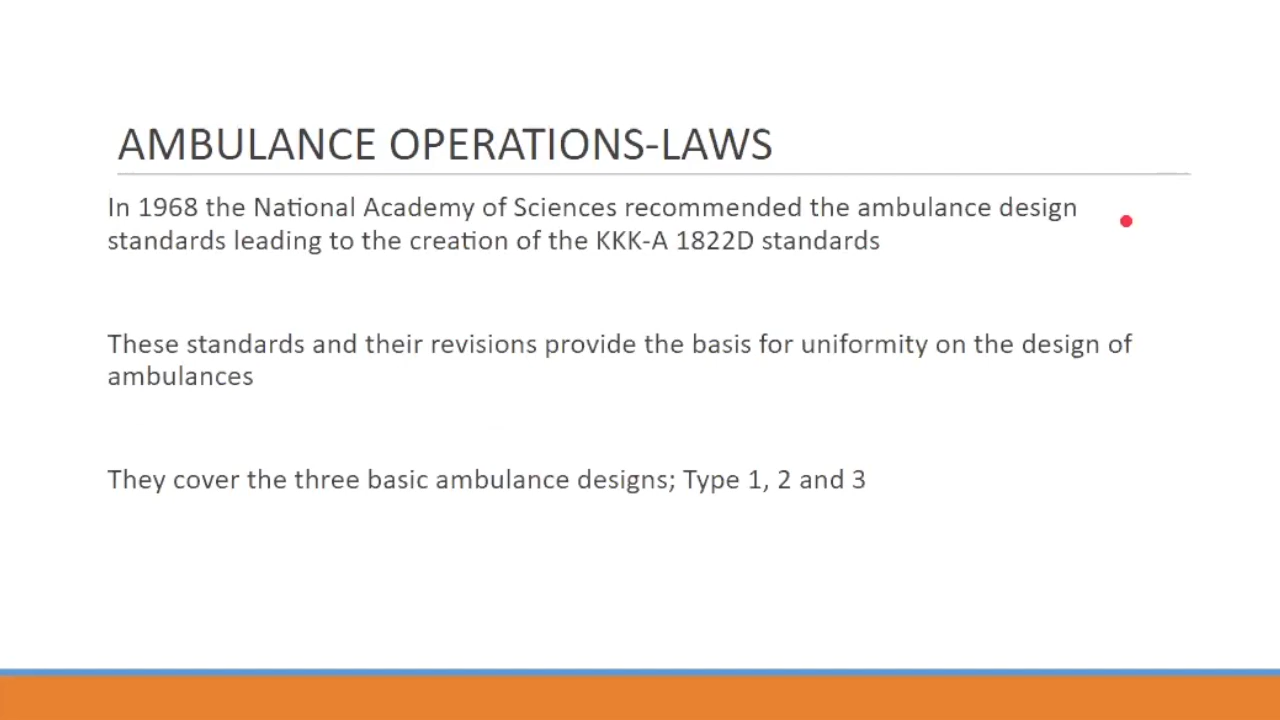 AMBULANCE OPERATIONS-LAWS
In 1968 the National Academy of Sciences recommended the ambulance design
standards leading to the creation of the KKK-A 1822D standards
These standards and their revisions provide the basis for uniformity on the design of
ambulances
They cover the three basic ambulance designs; Type 1, 2 and 3